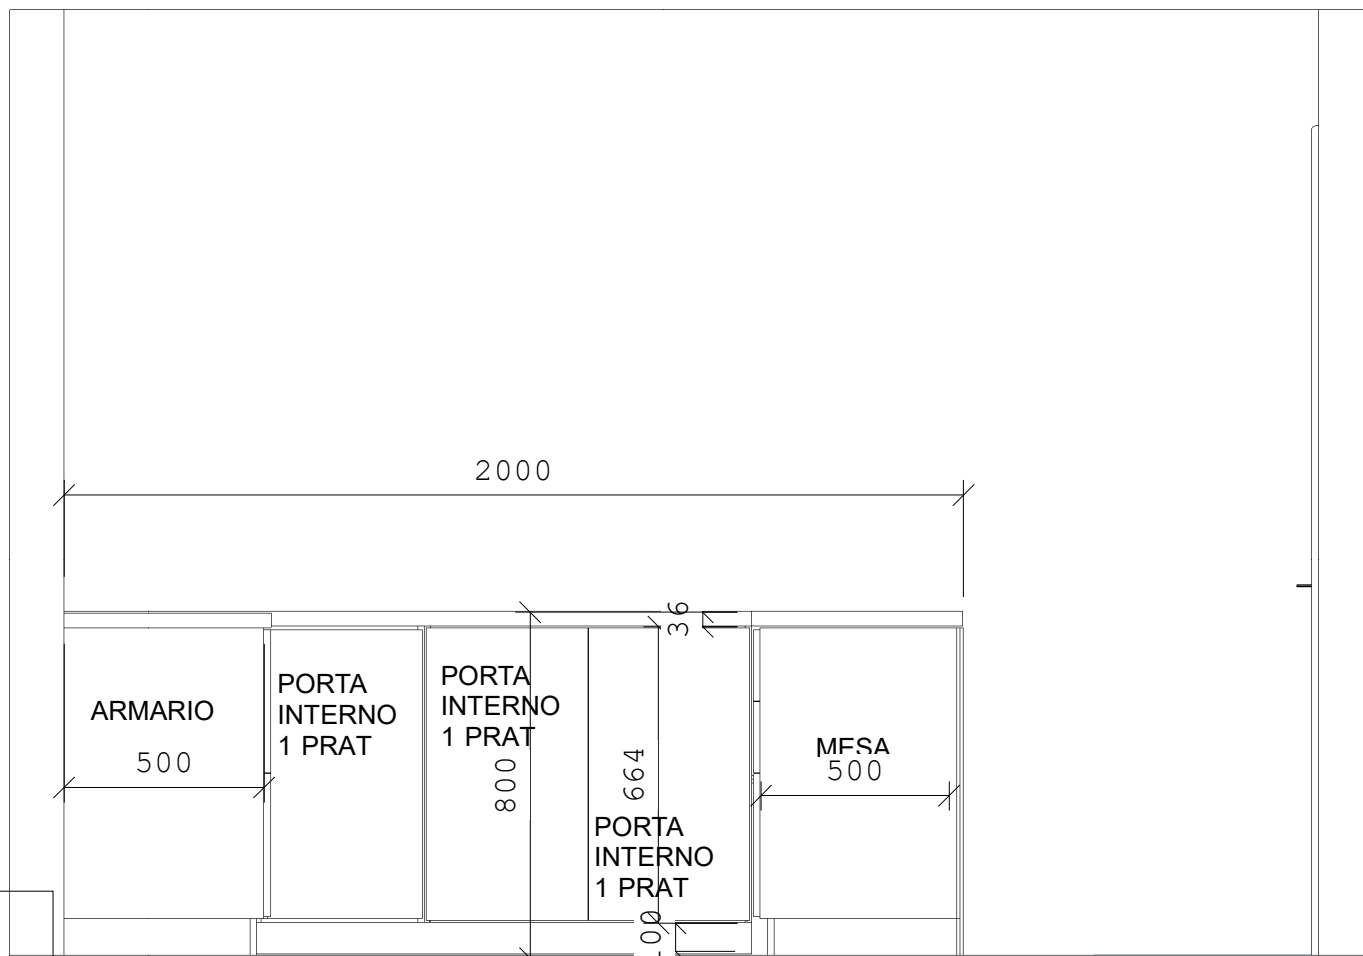 2000
36
ARMARIO
500
PORTA
INTERNO
1 PRAT
PORTA
INTERNO
1 PRAT
800
664
PORTA
INTERNO
1 PRAT
MESA
500